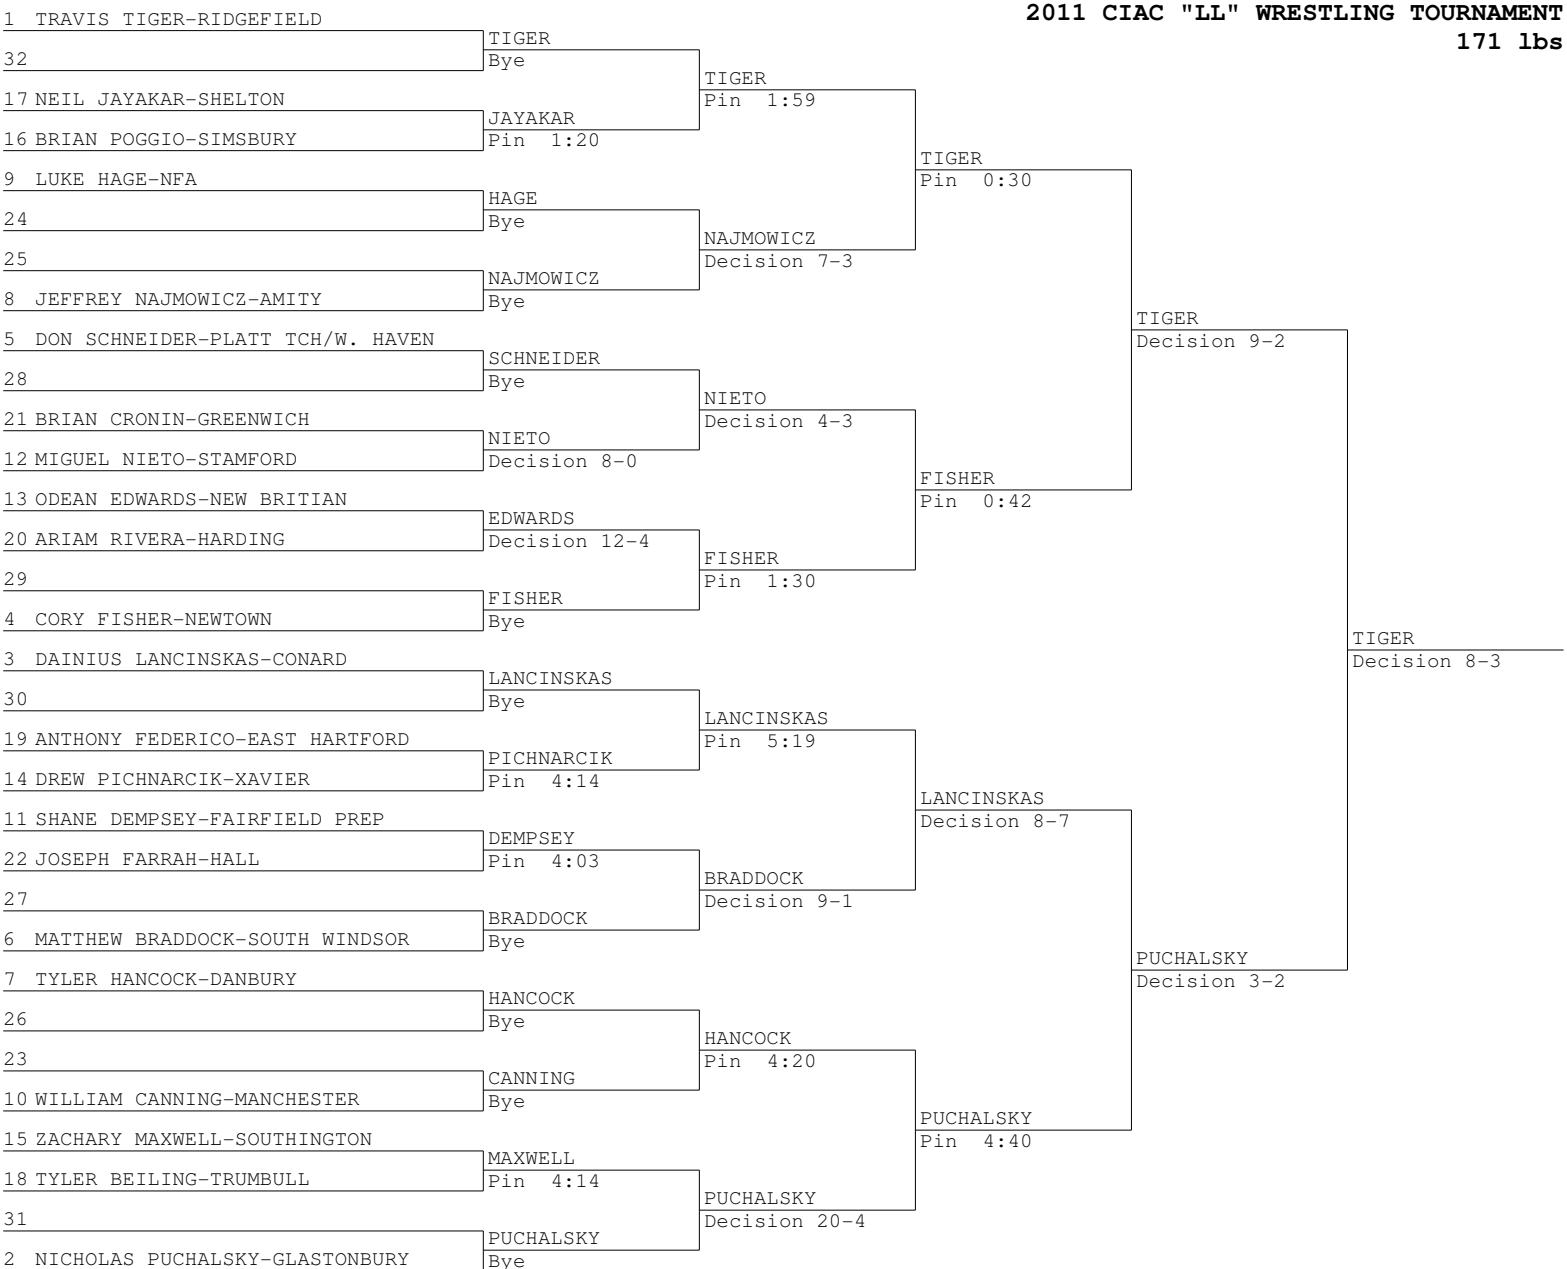 2011 CIAC "LL" WRESTLING TOURNAMENT
171 lbs
1 TRAVIS TIGER-RIDGEFIELD
32
17 NEIL JAYAKAR-SHELTON
16 BRIAN POGGIO-SIMSBURY
9 LUKE HAGE-NFA
24
25
8 JEFFREY NAJMOWICZ-AMITY
5 DON SCHNEIDER-PLATT TCH/W. HAVEN
28
21 BRIAN CRONIN-GREENWICH
12 MIGUEL NIETO-STAMFORD
13 ODEAN EDWARDS-NEW BRITIAN
20 ARIAM RIVERA-HARDING
29
4 CORY FISHER-NEWTOWN
3 DAINIUS LANCINSKAS-CONARD
30
19 ANTHONY FEDERICO-EAST HARTFORD
14 DREW PICHNARCIK-XAVIER
11 SHANE DEMPSEY-FAIRFIELD PREP
22 JOSEPH FARRAH-HALL
27
6 MATTHEW BRADDOCK-SOUTH WINDSOR
7 TYLER HANCOCK-DANBURY
26
23
10 WILLIAM CANNING-MANCHESTER
15 ZACHARY MAXWELL-SOUTHINGTON
18 TYLER BEILING-TRUMBULL
31
2 NICHOLAS PUCHALSKY-GLASTONBURY
TIGER
Bye
JAYAKAR
Pin 1:20
HAGE
Bye
NAJMOWICZ
Bye
SCHNEIDER
Bye
NIETO
Decision 8-0
EDWARDS
Decision 12-4
FISHER
Bye
LANCINSKAS
Bye
PICHNARCIK
Pin 4:14
DEMPSEY
Pin 4:03
BRADDOCK
Bye
HANCOCK
Bye
CANNING
Bye
MAXWELL
Pin 4:14
PUCHALSKY
Bye
TIGER
Pin 1:59
NAJMOWICZ
Decision 7-3
NIETO
Decision 4-3
FISHER
Pin 1:30
LANCINSKAS
Pin 5:19
BRADDOCK
Decision 9-1
HANCOCK
Pin 4:20
PUCHALSKY
Decision 20-4
TIGER
Pin 0:30
FISHER
Pin 0:42
LANCINSKAS
Decision 8-7
PUCHALSKY
Pin 4:40
TIGER
Decision 9-2
PUCHALSKY
Decision 3-2
TIGER
Decision 8-3